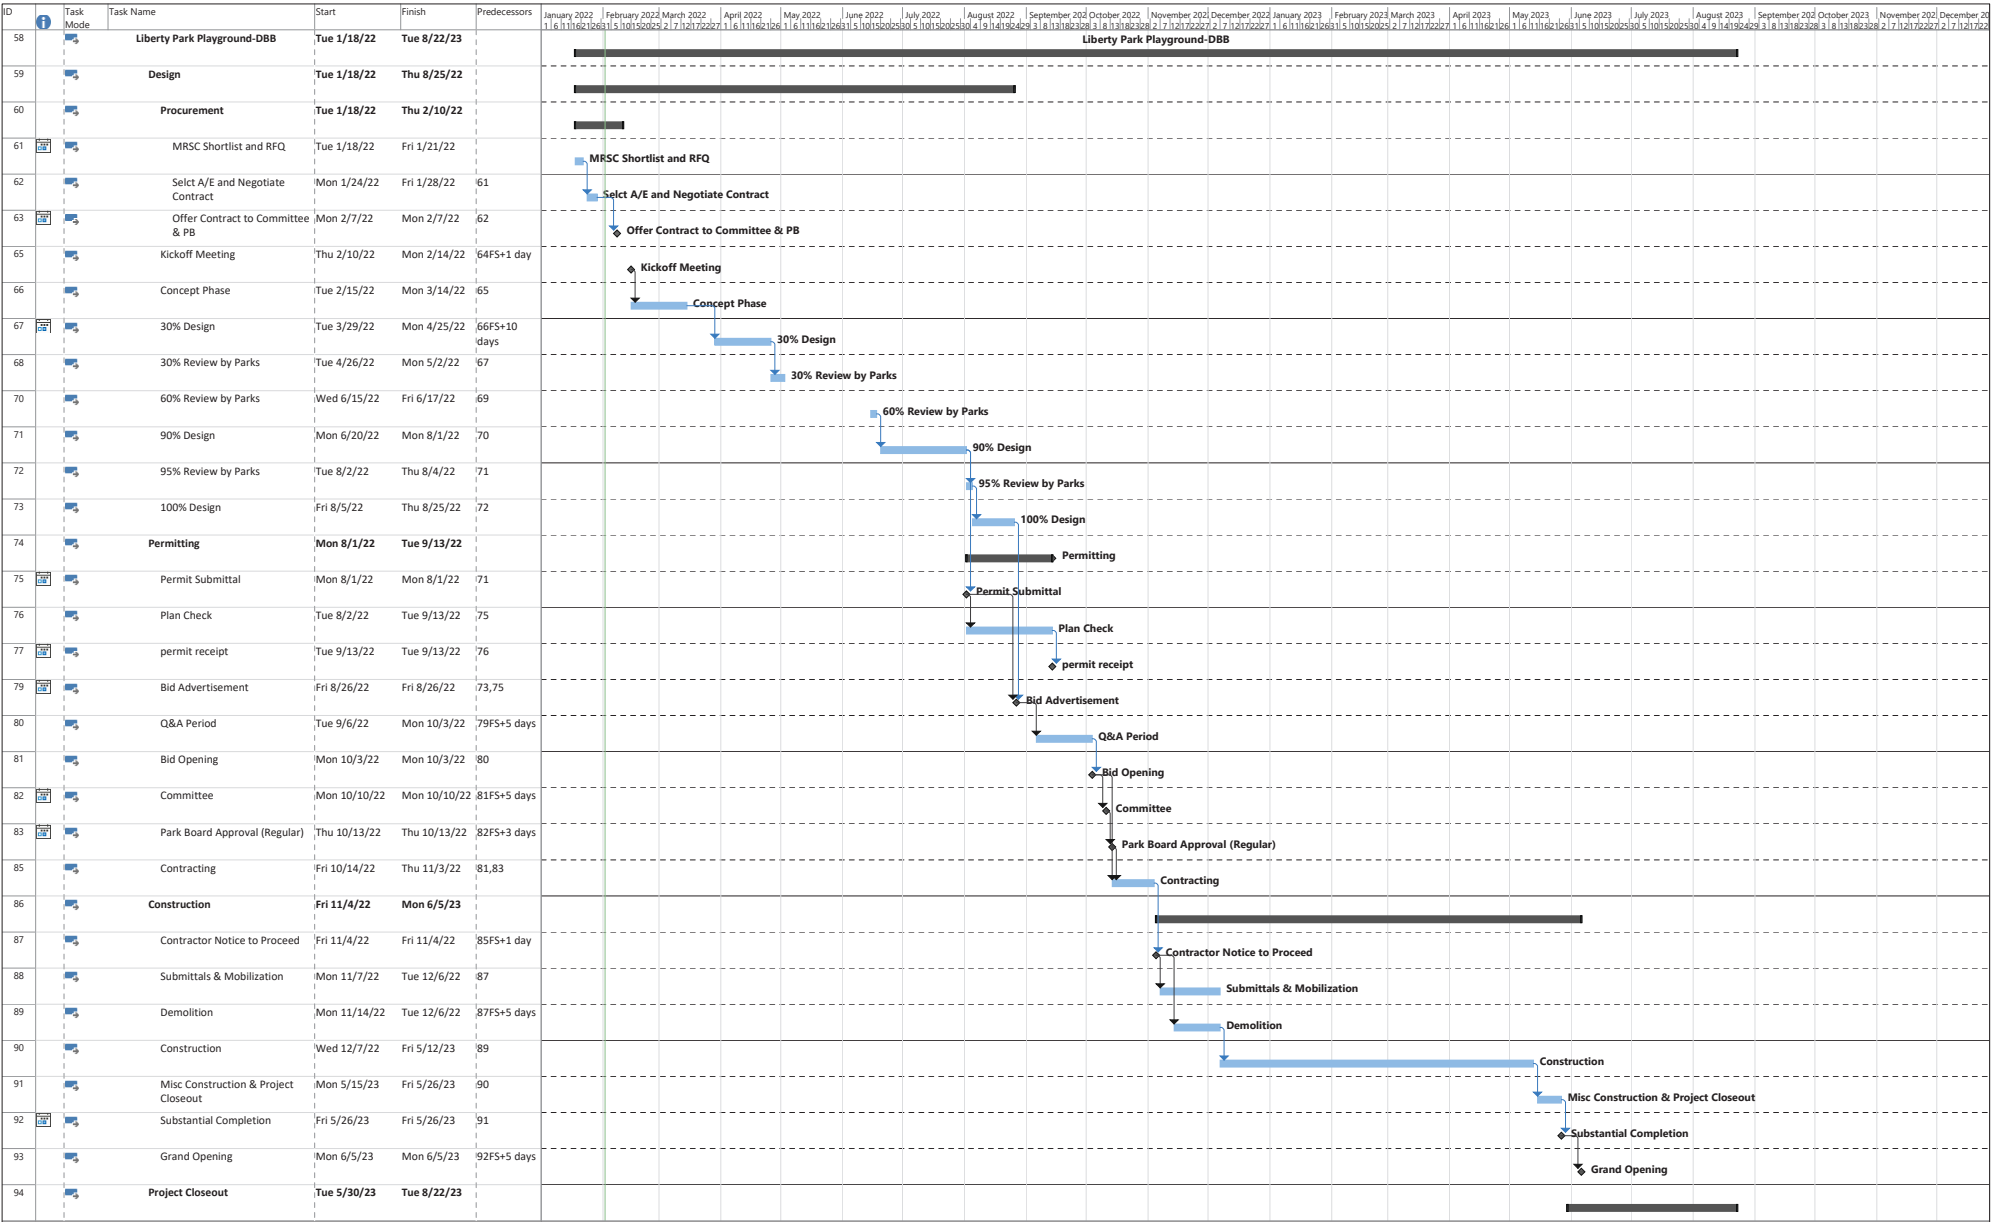 ID Task Mode Task Name Start Finish Predecessors
January 2022 February 2022 March 2022 April 2022 May 2022 June 2022 July 2022 August 2022 September 202 October 2022 November 202 December 2022 January 2023 February 2023 March 2023 April 2023 May 2023 June 2023 July 2023 August 2023 September 202 October 2023 November 202 December 20
58 Liberty Park Playground-DBB Tue 1/18/22 Tue 8/22/23 Liberty Park Playground-DBB
59 Design Tue 1/18/22 Thu 8/25/22
60 Procurement Tue 1/18/22 Thu 2/10/22
61 MRSC Shortlist and RFQ Tue 1/18/22 Fri 1/21/22 MRSC Shortlist and RFQ
62 Selct A/E and Negotiate Contract Mon 1/24/22 Fri 1/28/22 61 Selct A/E and Negotiate Contract
63 Offer Contract to Committee & PB Mon 2/7/22 Mon 2/7/22 62 Offer Contract to Committee & PB
65 Kickoff Meeting Thu 2/10/22 Mon 2/14/22 64FS+1 day Kickoff Meeting
66 Concept Phase Tue 2/15/22 Mon 3/14/22 65 Concept Phase
67 30% Design Tue 3/29/22 Mon 4/25/22 66FS+10 days 30% Design
68 30% Review by Parks Tue 4/26/22 Mon 5/2/22 67 30% Review by Parks
70 60% Review by Parks Wed 6/15/22 Fri 6/17/22 69 60% Review by Parks
71 90% Design Mon 6/20/22 Mon 8/1/22 70 90% Design
72 95% Review by Parks Tue 8/2/22 Thu 8/4/22 71 95% Review by Parks
73 100% Design Fri 8/5/22 Thu 8/25/22 72 100% Design
74 Permitting Mon 8/1/22 Tue 9/13/22 Permitting
75 Permit Submittal Mon 8/1/22 Mon 8/1/22 71 Permit Submittal
76 Plan Check Tue 8/2/22 Tue 9/13/22 75 Plan Check
77 permit receipt Tue 9/13/22 Tue 9/13/22 76 permit receipt
79 Bid Advertisement Fri 8/26/22 Fri 8/26/22 73,75 Bid Advertisement
80 Q&A Period Tue 9/6/22 Mon 10/3/22 79FS+5 days Q&A Period
81 Bid Opening Mon 10/3/22 Mon 10/3/22 80 Bid Opening
82 Committee Mon 10/10/22 Mon 10/10/22 81FS+5 days Committee
83 Park Board Approval (Regular) Thu 10/13/22 Thu 10/13/22 82FS+3 days Park Board Approval (Regular)
85 Contracting Fri 10/14/22 Thu 11/3/22 81,83 Contracting
86 Construction Fri 11/4/22 Mon 6/5/23
87 Contractor Notice to Proceed Fri 11/4/22 Fri 11/4/22 85FS+1 day Contractor Notice to Proceed
88 Submittals & Mobilization Mon 11/7/22 Tue 12/6/22 87 Submittals & Mobilization
89 Demolition Mon 11/14/22 Tue 12/6/22 87FS+5 days Demolition
90 Construction Wed 12/7/22 Fri 5/12/23 89 Construction
91 Misc Construction & Project Closeout Mon 5/15/23 Fri 5/26/23 90 Misc Construction & Project Closeout
92 Substantial Completion Fri 5/26/23 Fri 5/26/23 91 Substantial Completion
93 Grand Opening Mon 6/5/23 Mon 6/5/23 92FS+5 days Grand Opening
94 Project Closeout Tue 5/30/23 Tue 8/22/23